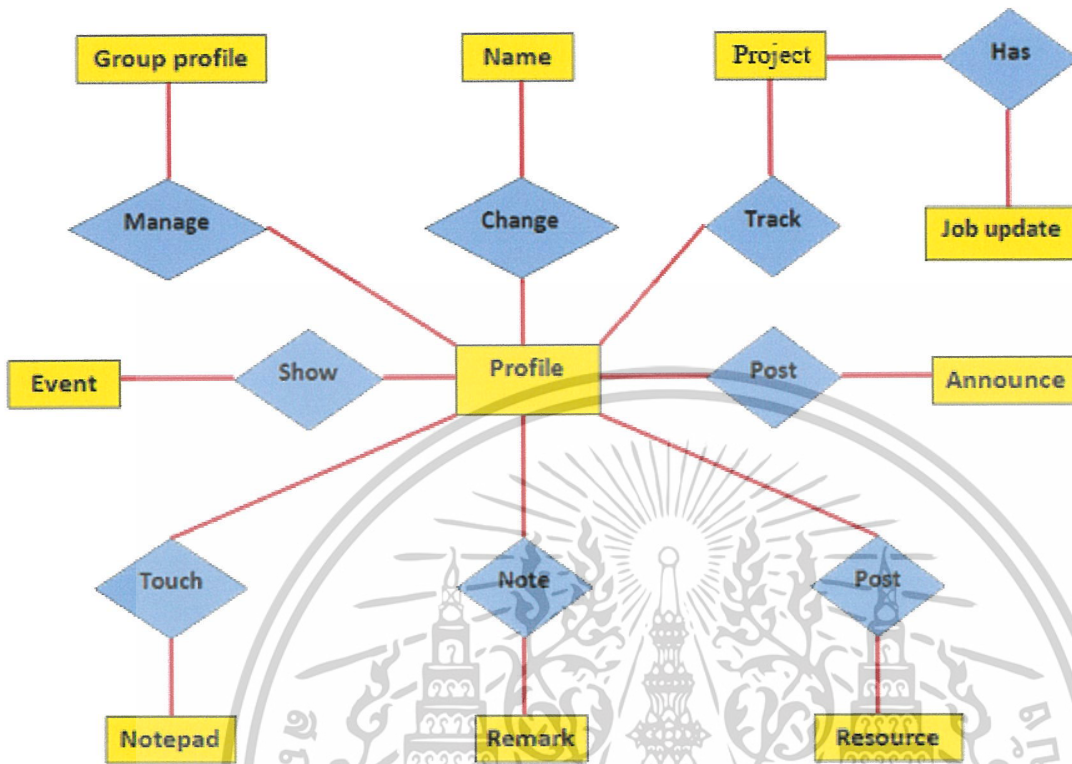 Group profile
Name
Project
Has
Manage
Change
Track
Job update
Event
Show
Profile
Post
Announce
Touch
Note
Post
Notepad
Remark
Resource